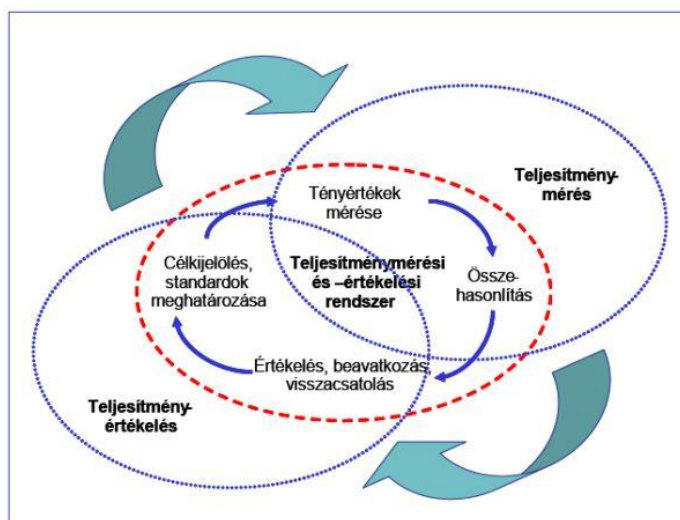 Teljesítmény-
mérés
Tényértékek
mérése
Célkijelölés,
standardok
meghatározása
Teljesítménymérési
és –értékelési
rendszer
Össze-
hasonlítás
Értékelés, beavatkozás,
visszacsatolás
Teljesítmény-
értékelés